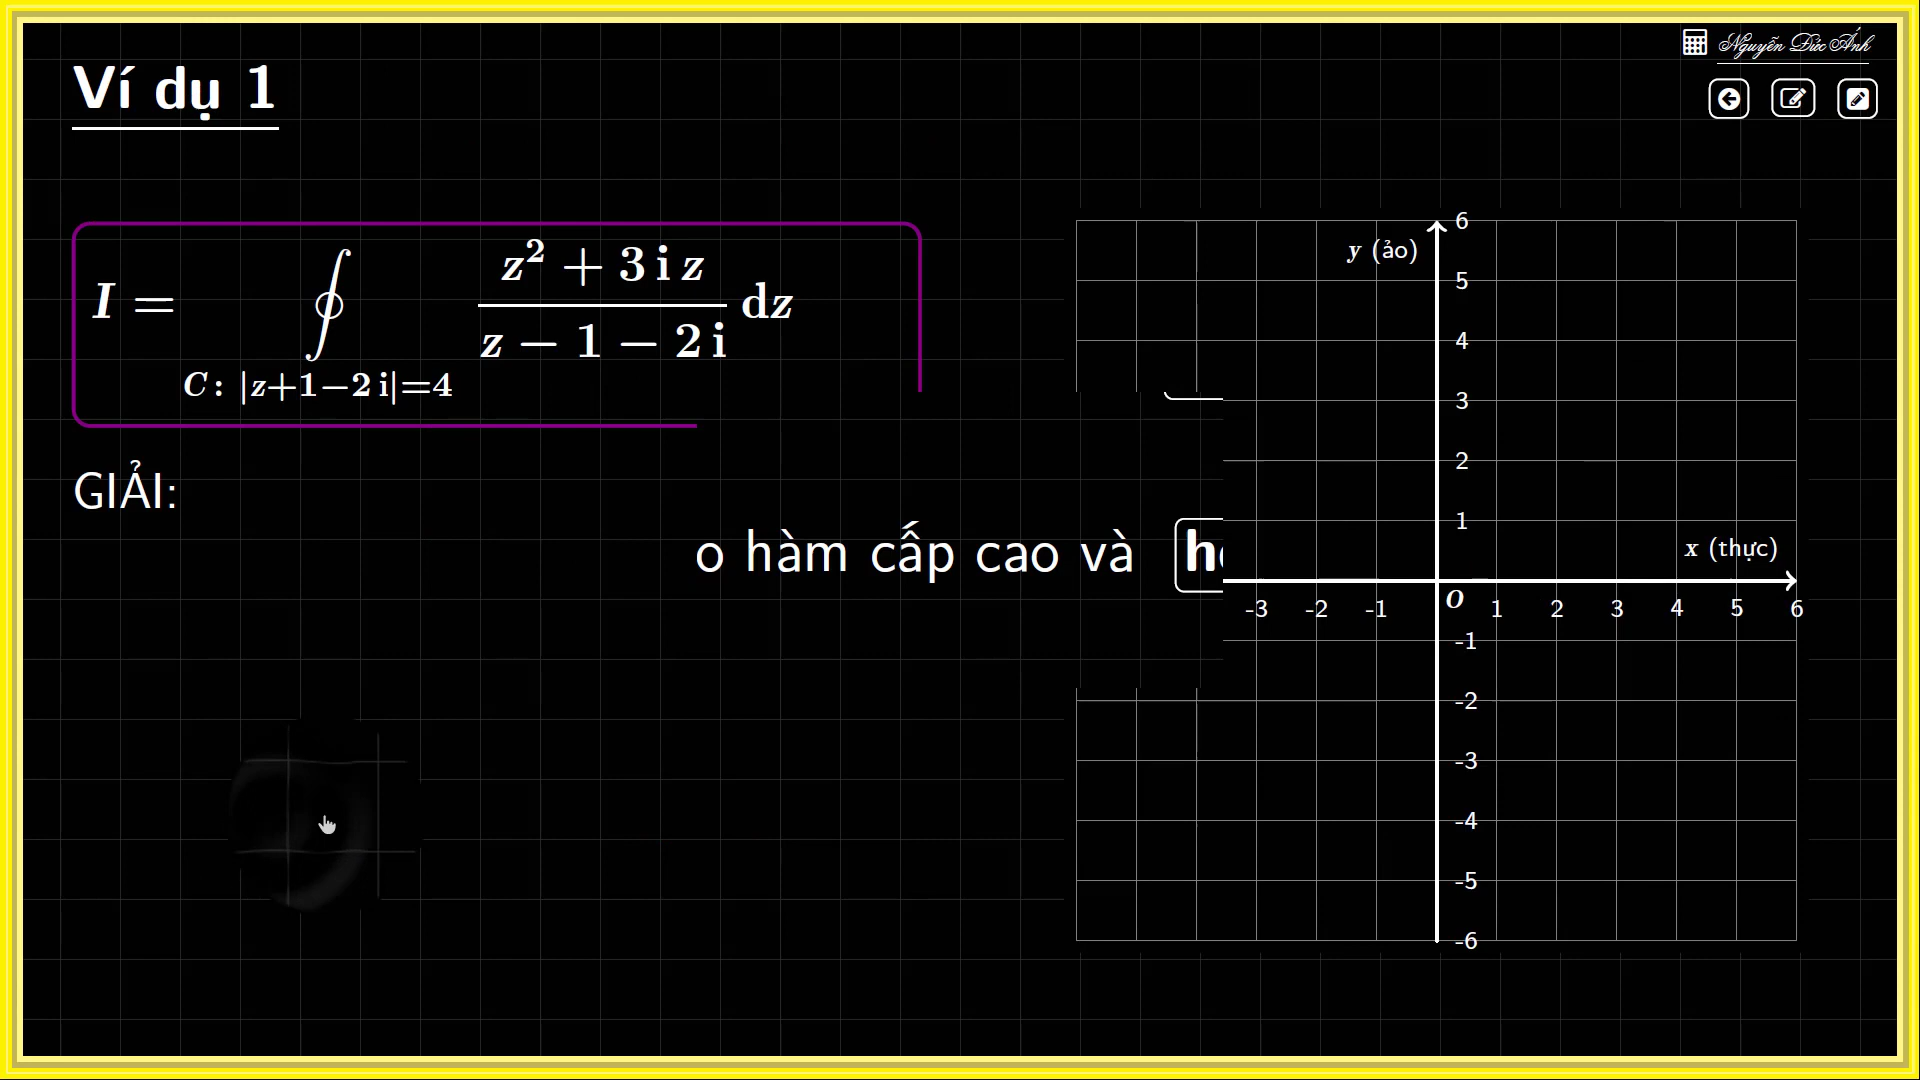 Nguyễn Đức Ánh
Ví dụ 1
I = ∮ C: |z+1−2i|=4 (z² + 3 i z)/(z − 1 − 2 i) dz
GIẢI:
o hàm cấp cao và
y (ảo)
6
5
4
3
2
1
x (thực)
-3 -2 -1 O 1 2 3 4 5 6
-1
-2
-3
-4
-5
-6